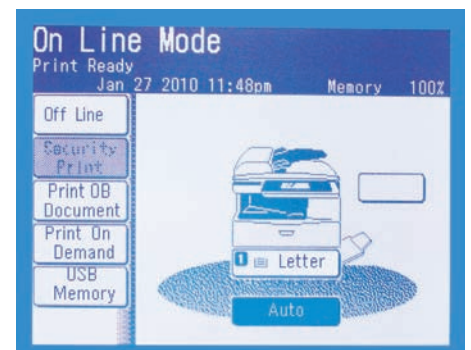 On Line Mode
Print Ready
Jan 27 2010 11:48pm Memory 100%
Off Line
Security
Print
Print OB
Document
Print On
Demand
USB
Memory
1 Letter
Auto